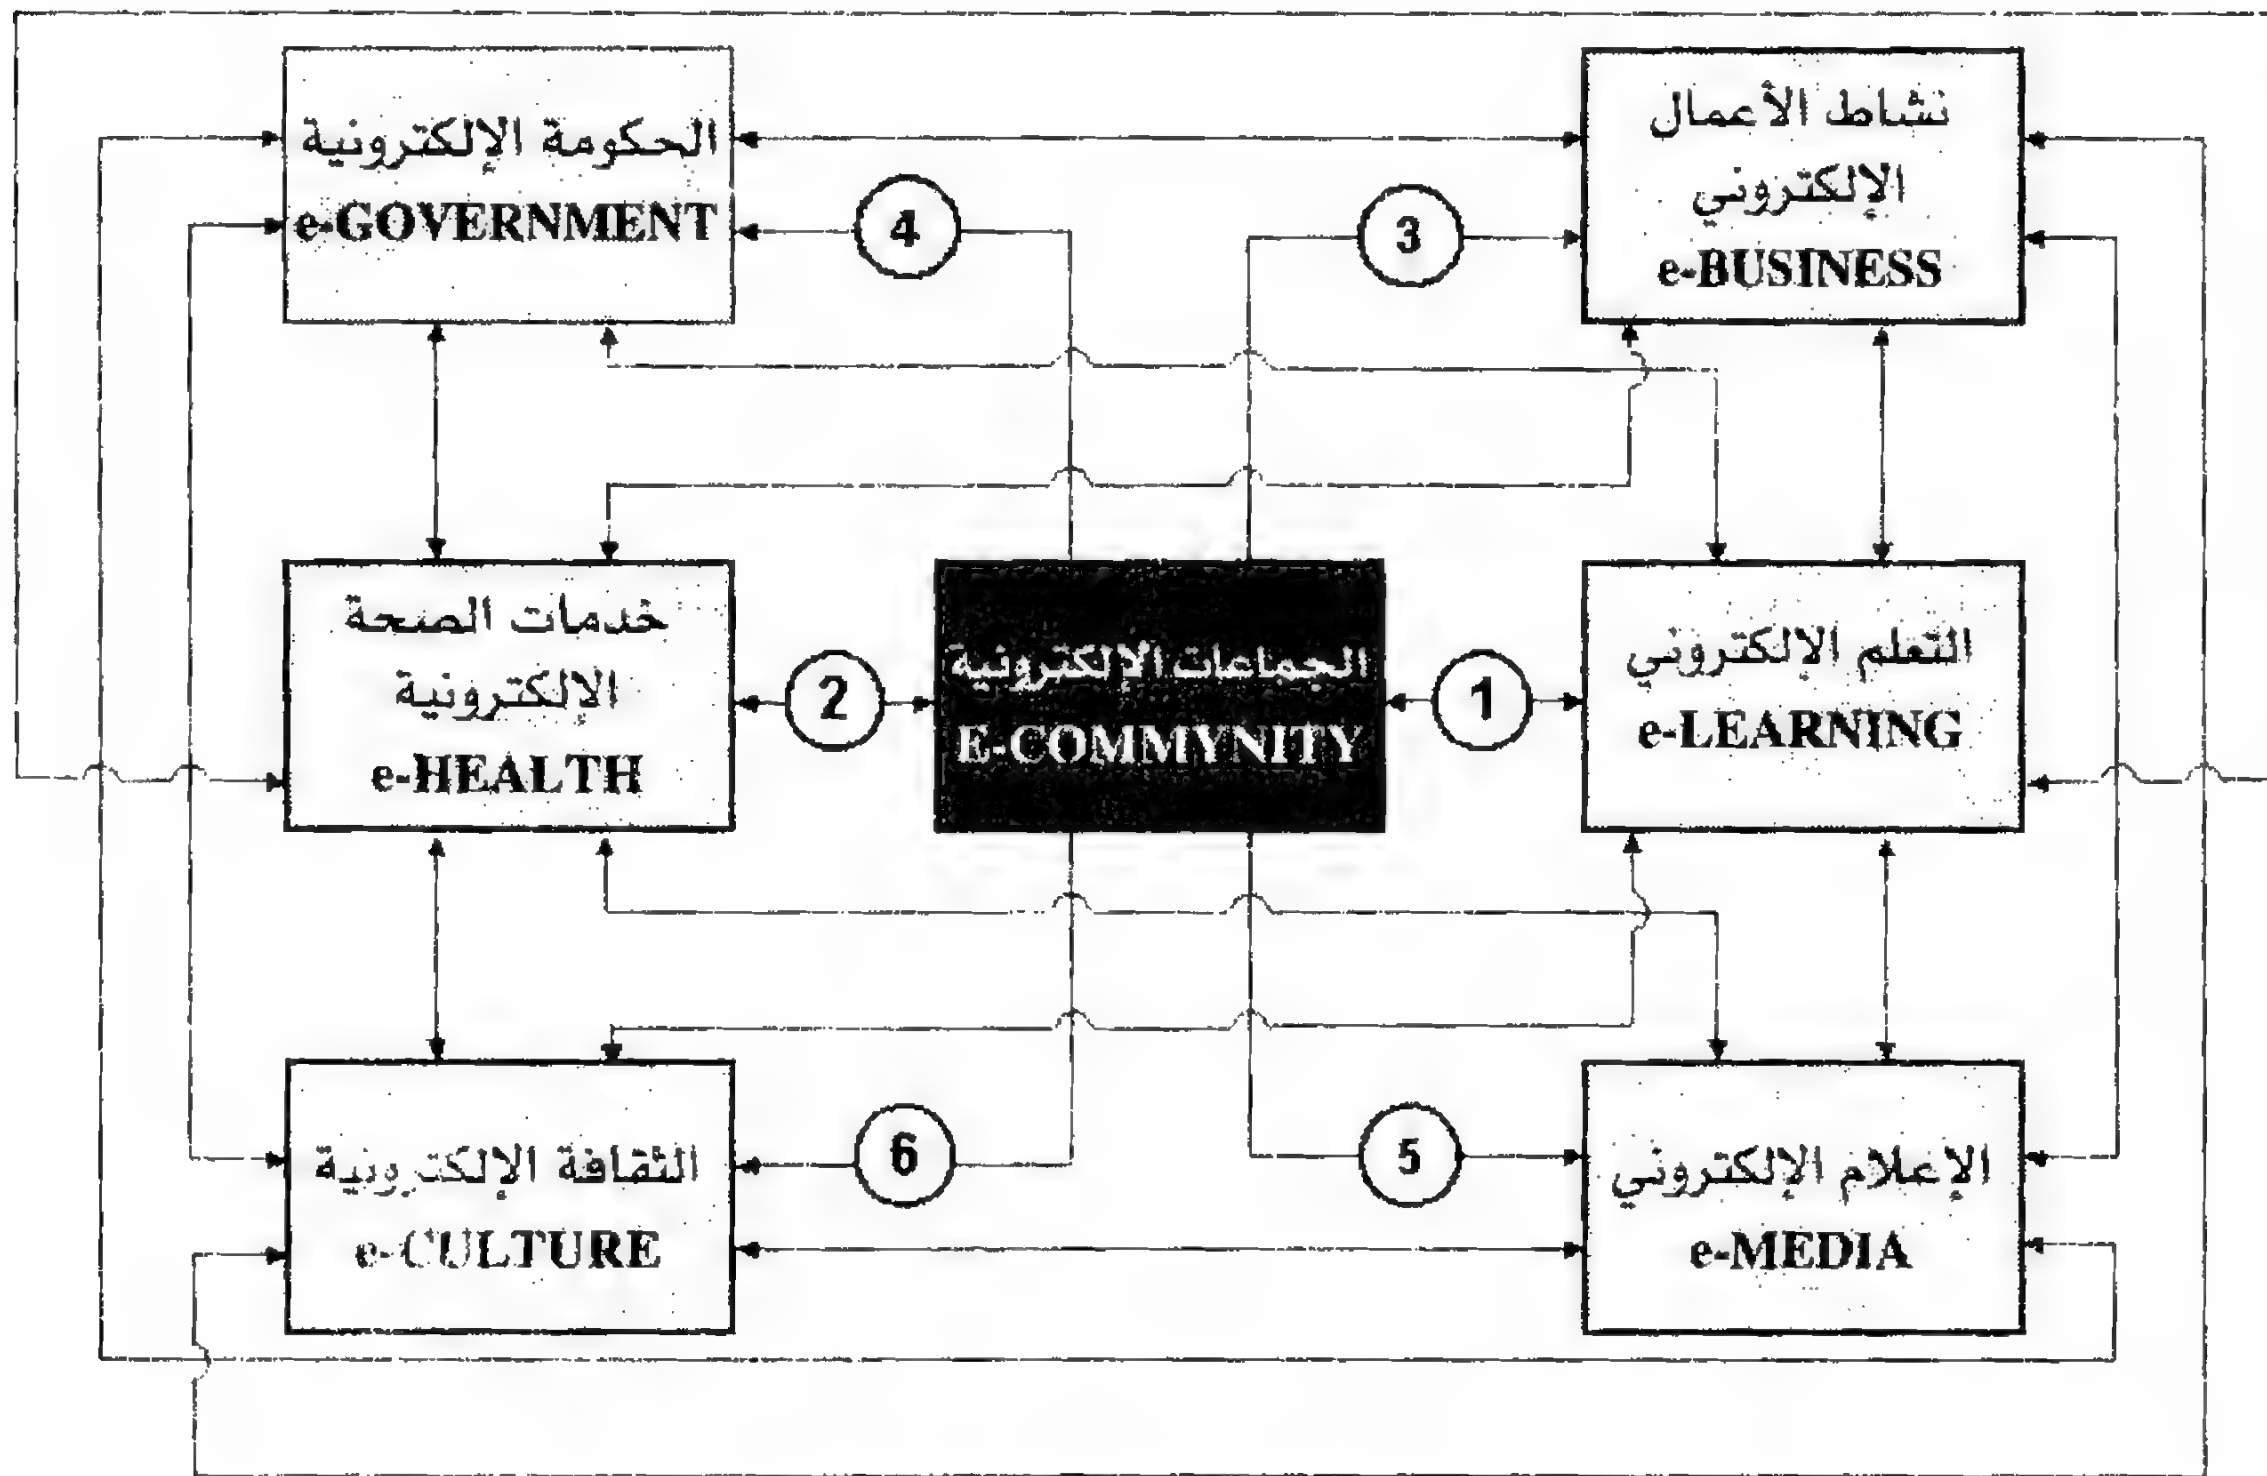 الحكومة الإلكترونية
e-GOVERNMENT
نشاط الأعمال
الإلكتروني
e-BUSINESS
4
3
خدمات الصحة
الإلكترونية
e-HEALTH
2
الجماعات الإلكترونية
E-COMMYNITY
1
التعلم الإلكتروني
e-LEARNING
الثقافة الإلكترونية
e-CULTURE
6
5
الإعلام الإلكتروني
e-MEDIA